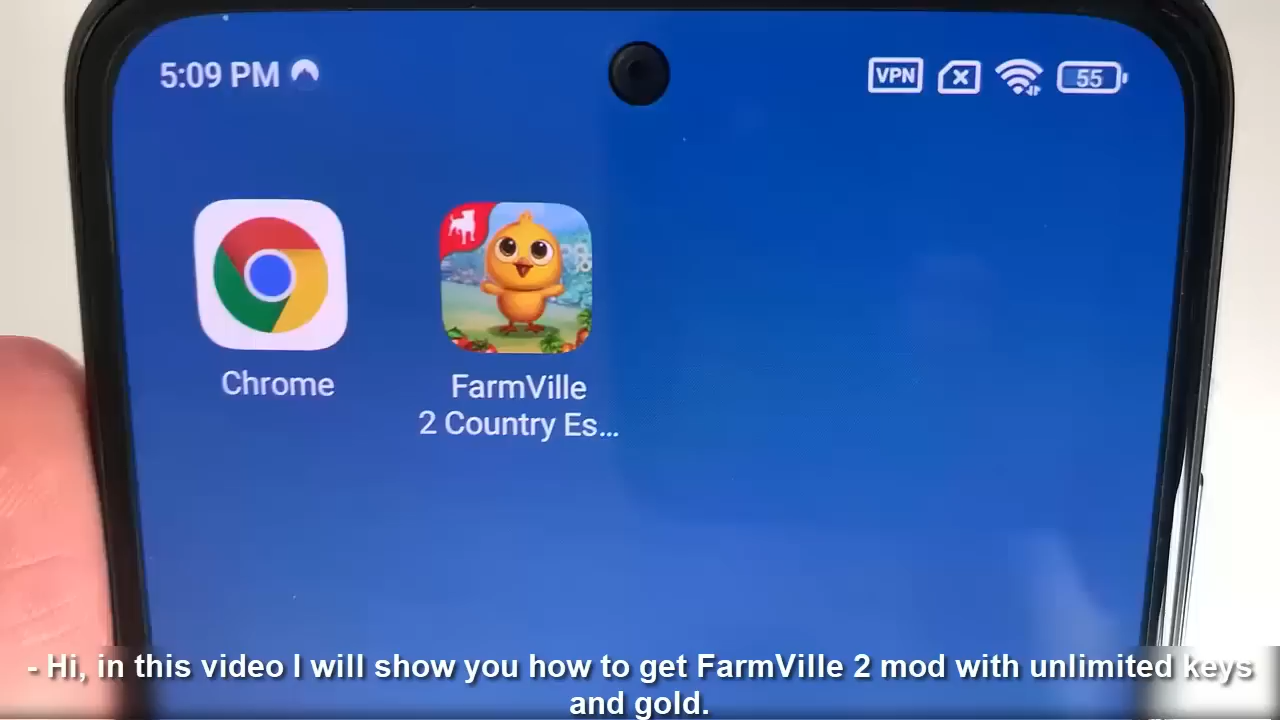 5:09 PM
VPN
55
Chrome
FarmVille
2 Country Es...
- Hi, in this video I will show you how to get FarmVille 2 mod with unlimited keys
and gold.